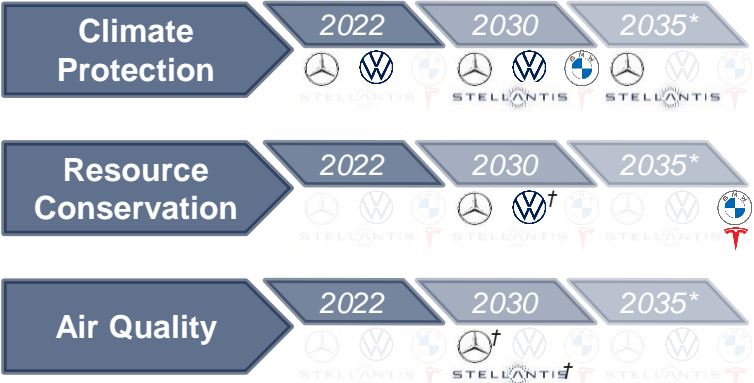 Climate
Protection
2022 2030 2035*
STELLANTIS STELLANTIS STELLANTIS
Resource
Conservation
2022 2030 2035*
†
STELLANTIS STELLANTIS STELLANTIS
Air Quality
2022 2030 2035*
†
STELLANTIS STELLANTIS† STELLANTIS